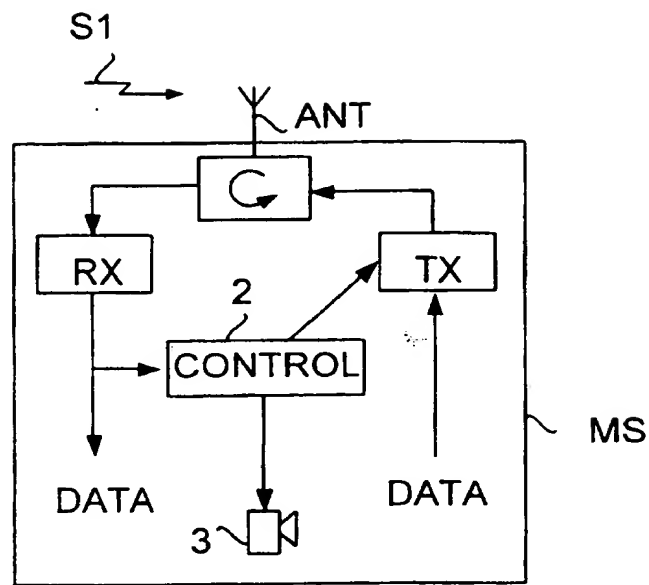 S1
ANT
RX
TX
2
CONTROL
MS
DATA
DATA
3